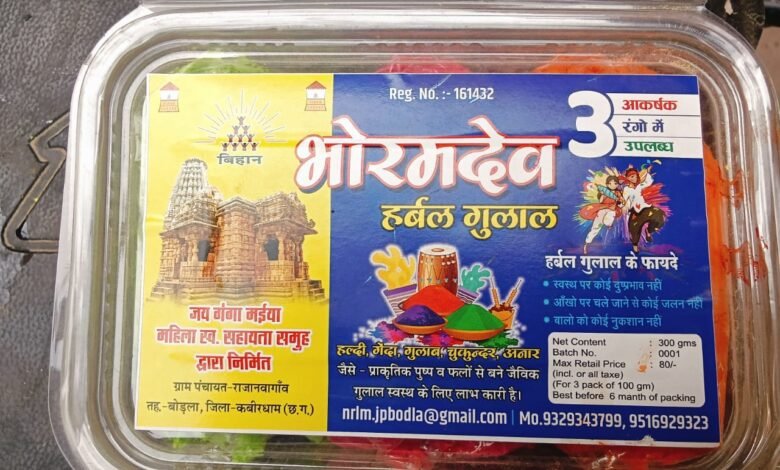 Reg. No. :- 161432
बिहान
भोरमदेव
हर्बल गुलाल
3 आकर्षक
रंगो में
उपलब्ध
जय गंगा मईया
महिला स्व. सहायता समुह
द्वारा निर्मित
ग्राम पंचायत-राजानवागाँव
तह.-बोड़ला, जिला-कबीरधाम (छ.ग.)
हल्दी, गेंदा, गुलाब, चुकुन्दर, अनार
जैसे - प्राकृतिक पुष्प व फलों से बने जैविक
गुलाल स्वस्थ के लिए लाभ कारी है।
हर्बल गुलाल के फायदे
• स्वस्थ पर कोई दुष्प्रभाव नहीं
• आँखो पर चले जाने से कोई जलन नहीं
• बालो को कोई नुकशान नहीं
Net Content : 300 gms
Batch No. : 0001
Max Retail Price : 80/-
(incl. or all taxe)
(For 3 pack of 100 gm)
Best before 6 manth of packing
nrlm.jpbodla@gmail.com | Mo.9329343799, 9516929323